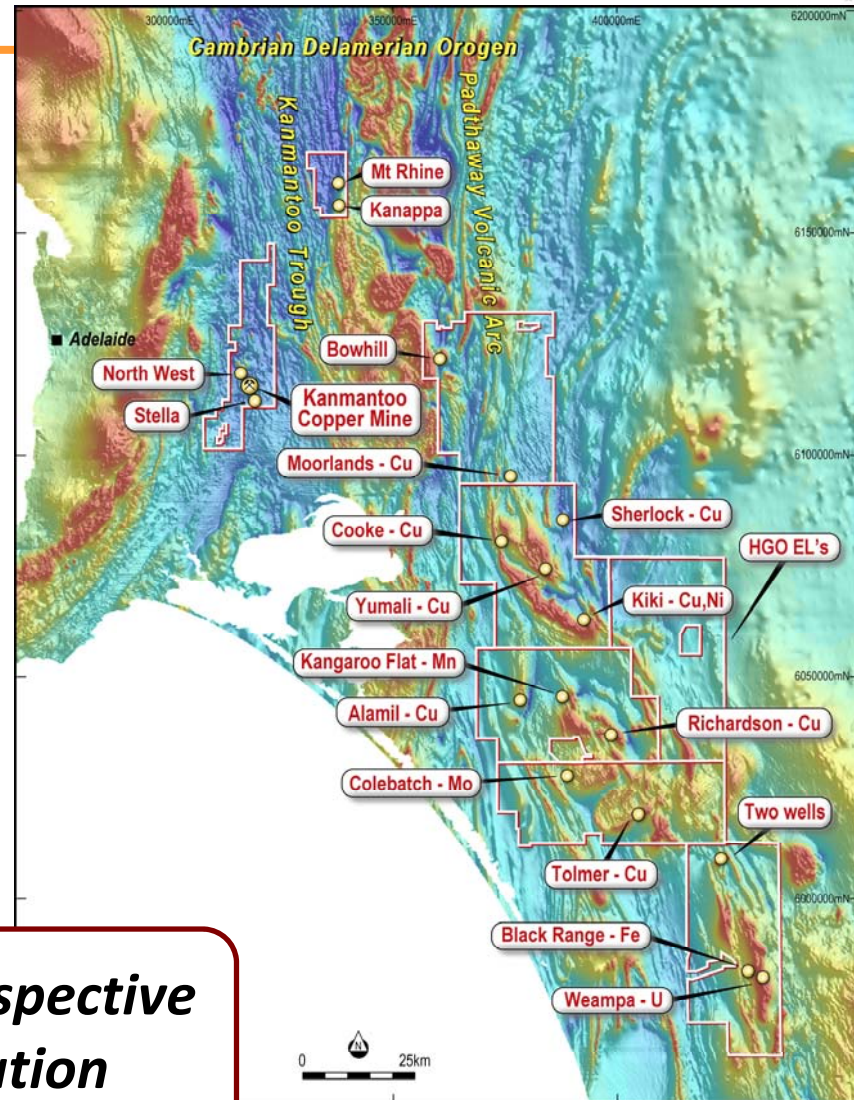 300000mE
350000mE
400000mE
6200000mN
Cambrian Delamerian Orogen
Kanmantoo Trough
Padthaway Volcanic Arc
Mt Rhine
Kanappa
6150000mN
Adelaide
Bowhill
North West
Kanmantoo
Copper Mine
Stella
Moorlands - Cu
6100000mN
Sherlock - Cu
Cooke - Cu
HGO EL's
Yumali - Cu
Kiki - Cu,Ni
Kangaroo Flat - Mn
6050000mN
Alamil - Cu
Richardson - Cu
Colebatch - Mo
Two wells
Tolmer - Cu
6000000mN
Black Range - Fe
Weampa - U
spective
ution
N
0 25km